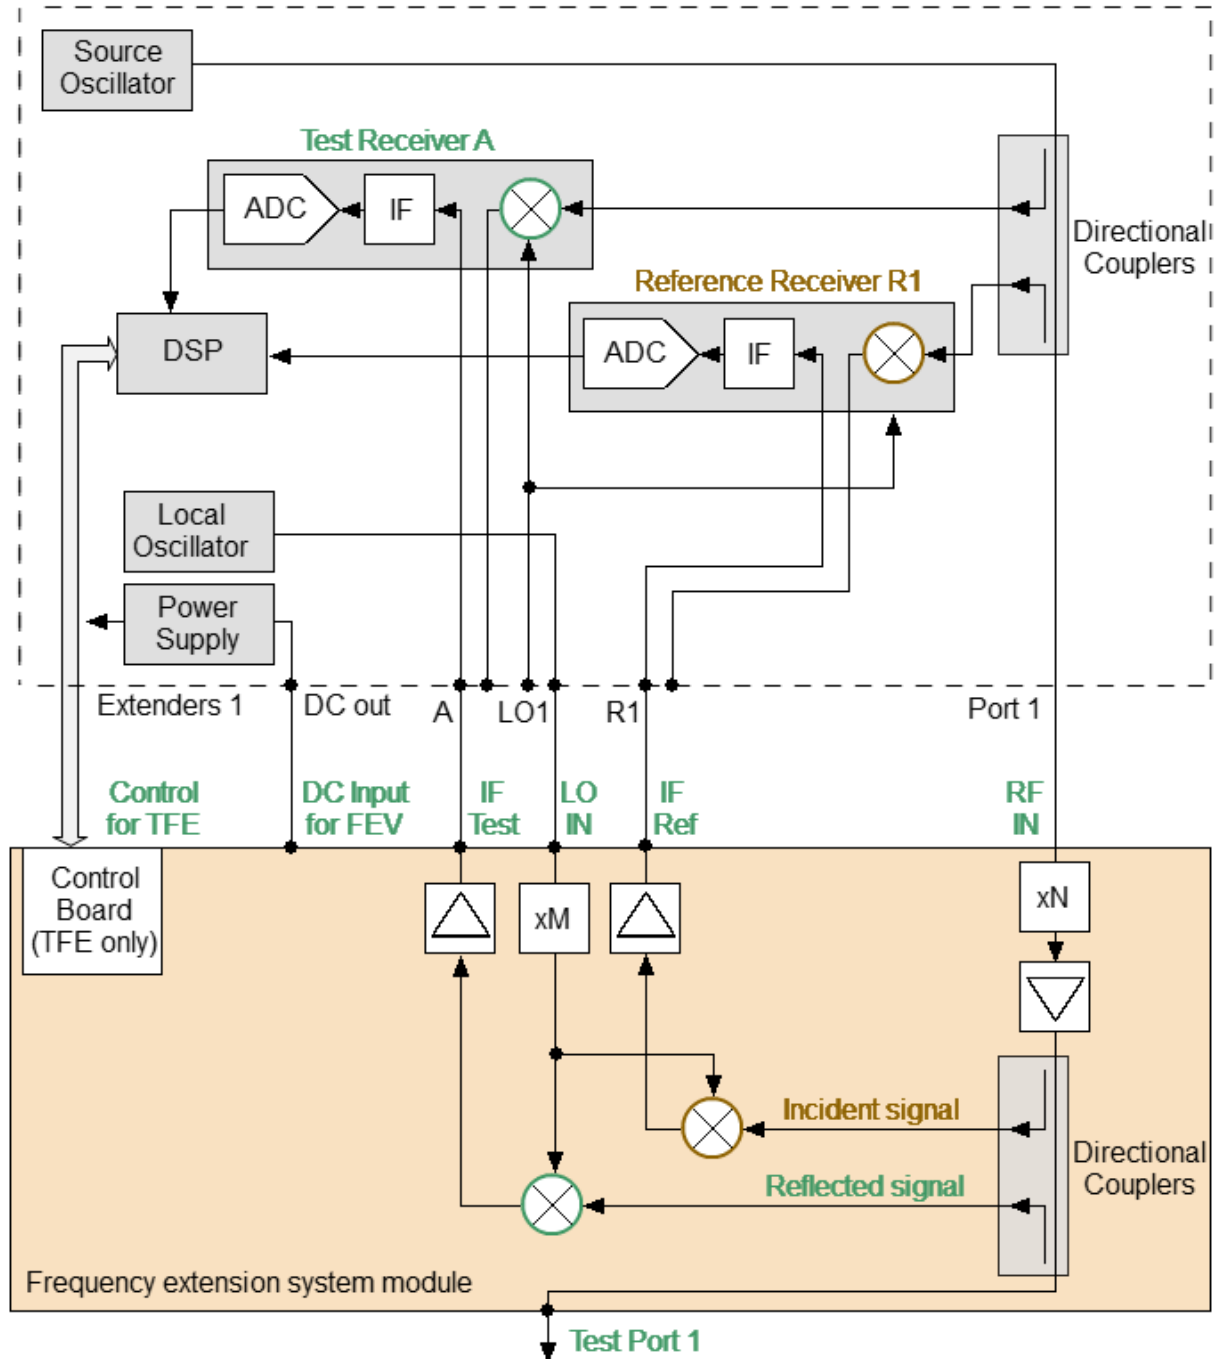 Source
Oscillator
Test Receiver A
ADC
IF
Directional
Couplers
Reference Receiver R1
DSP
ADC
IF
Local
Oscillator
Power
Supply
Extenders 1
DC out
A
LO1
R1
Port 1
Control
for TFE
DC Input
for FEV
IF
Test
LO
IN
IF
Ref
RF
IN
Control
Board
(TFE only)
xM
xN
Incident signal
Reflected signal
Directional
Couplers
Frequency extension system module
Test Port 1